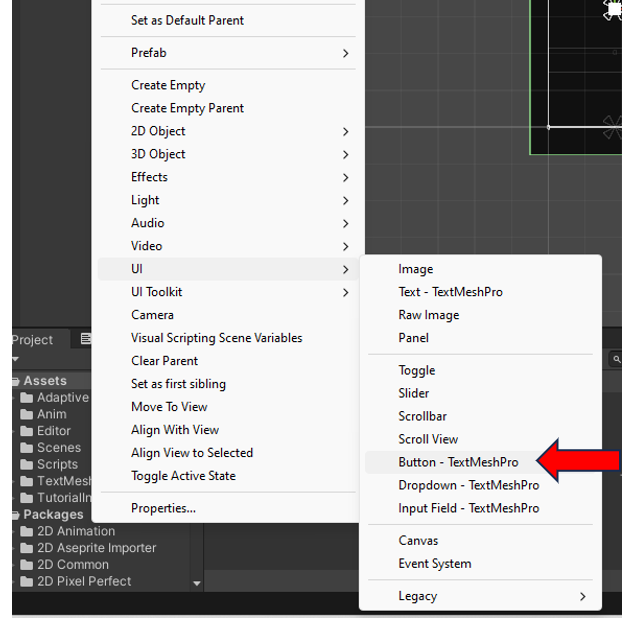 Set as Default Parent
Prefab
Create Empty
Create Empty Parent
2D Object
3D Object
Effects
Light
Audio
Video
UI
UI Toolkit
Camera
Visual Scripting Scene Variables
Clear Parent
Set as first sibling
Move To View
Align With View
Align View to Selected
Toggle Active State
Properties...
Image
Text - TextMeshPro
Raw Image
Panel
Toggle
Slider
Scrollbar
Scroll View
Button - TextMeshPro
Dropdown - TextMeshPro
Input Field - TextMeshPro
Canvas
Event System
Legacy
Project
Assets
Adaptive
Anim
Editor
Scenes
Scripts
TextMesh
TutorialIn
Packages
2D Animation
2D Aseprite Importer
2D Common
2D Pixel Perfect